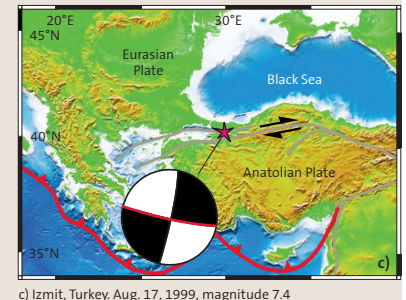 20°E 30°E
45°N
Eurasian
Plate
Black Sea
40°N
Anatolian Plate
35°N
c)
c) Izmit, Turkey. Aug. 17, 1999, magnitude 7.4